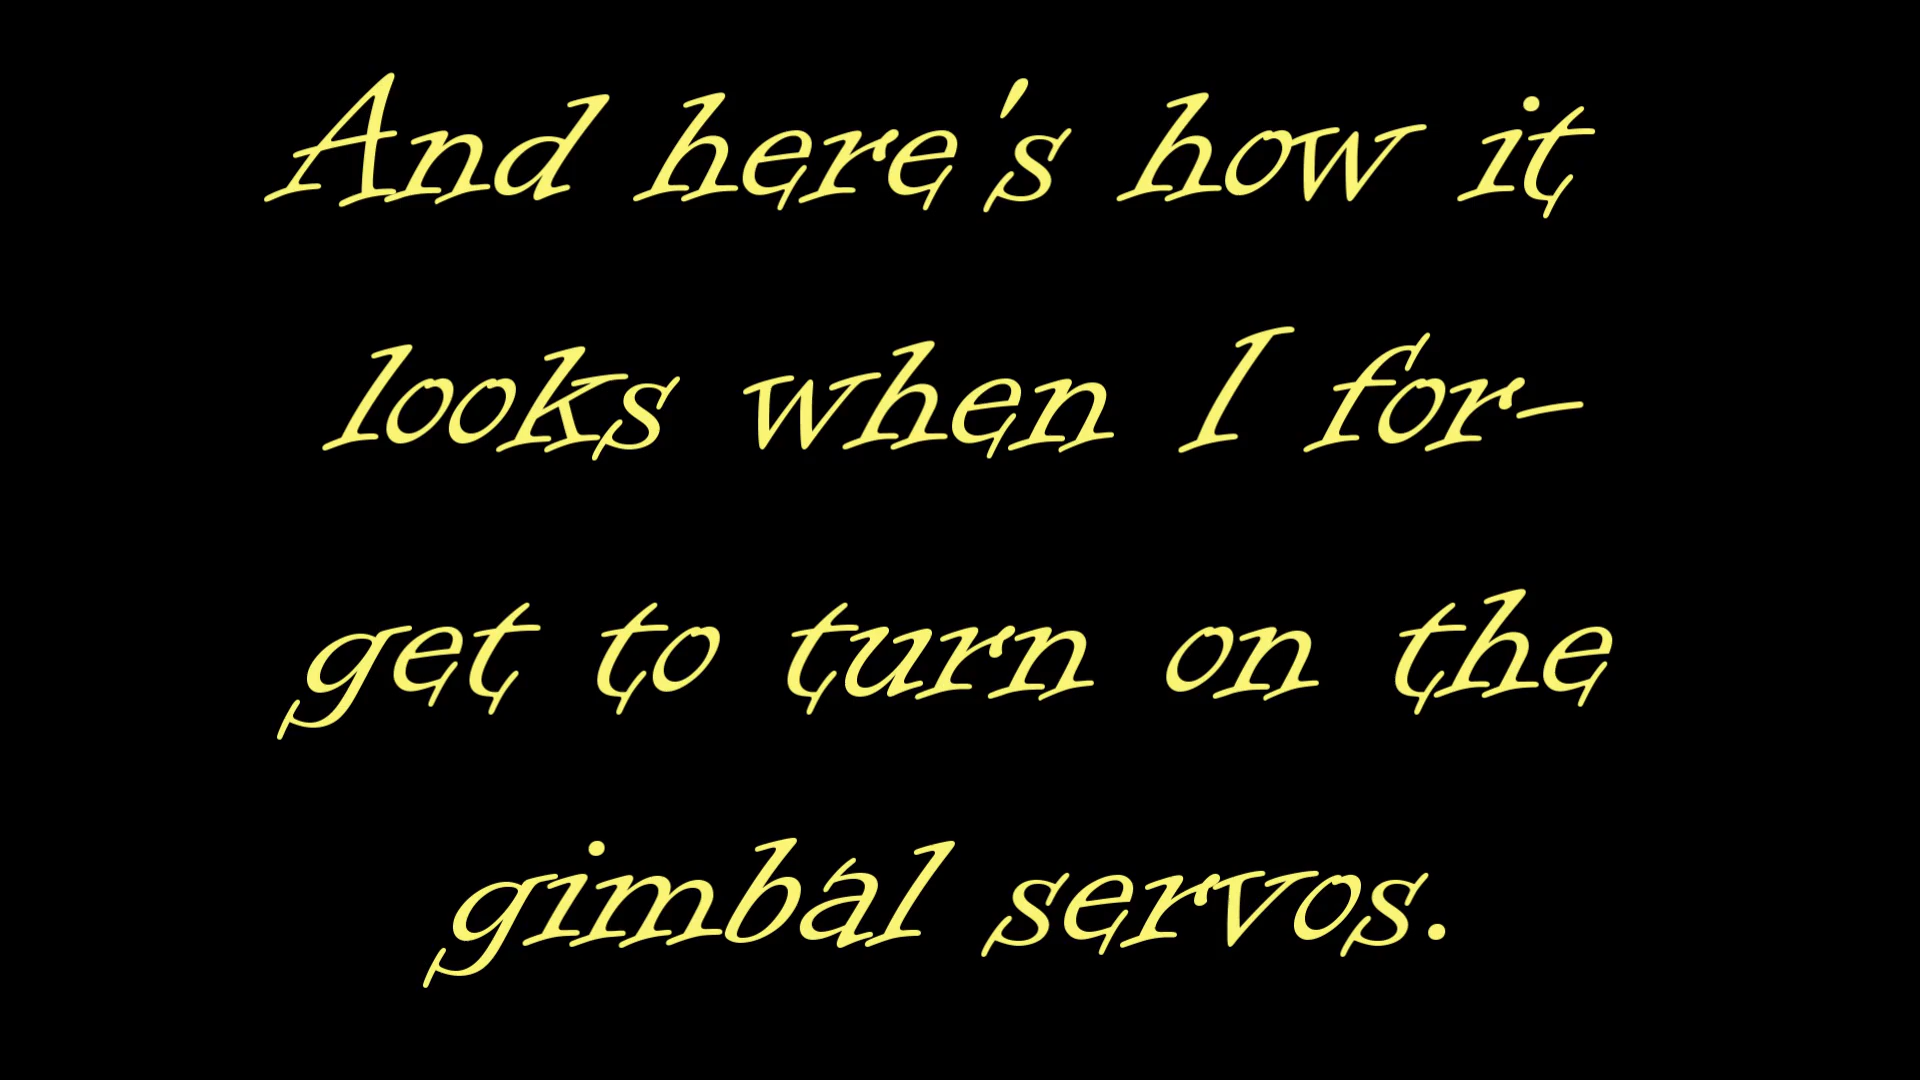 And here's how it
looks when I for-
get to turn on the
gimbal servos.